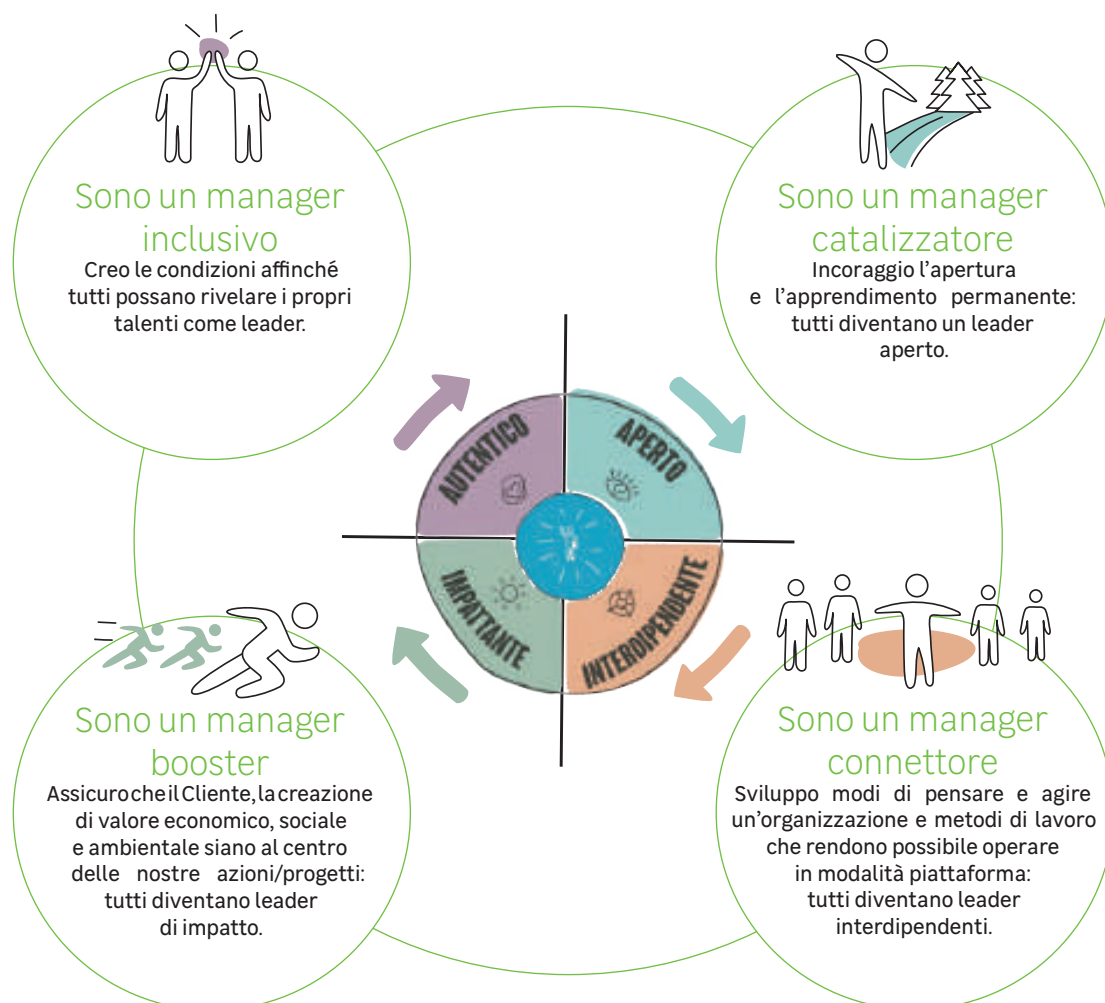 Sono un manager
inclusivo
Creo le condizioni affinché
tutti possano rivelare i propri
talenti come leader.
Sono un manager
catalizzatore
Incoraggio l’apertura
e l’apprendimento permanente:
tutti diventano un leader
aperto.
AUTENTICO
APERTO
IMPATTANTE
INTERDIPENDENTE
Sono un manager
booster
Assicuro che il Cliente, la creazione
di valore economico, sociale
e ambientale siano al centro
delle nostre azioni/progetti:
tutti diventano leader
di impatto.
Sono un manager
connettore
Sviluppo modi di pensare e agire
un’organizzazione e metodi di lavoro
che rendono possibile operare
in modalità piattaforma:
tutti diventano leader
interdipendenti.